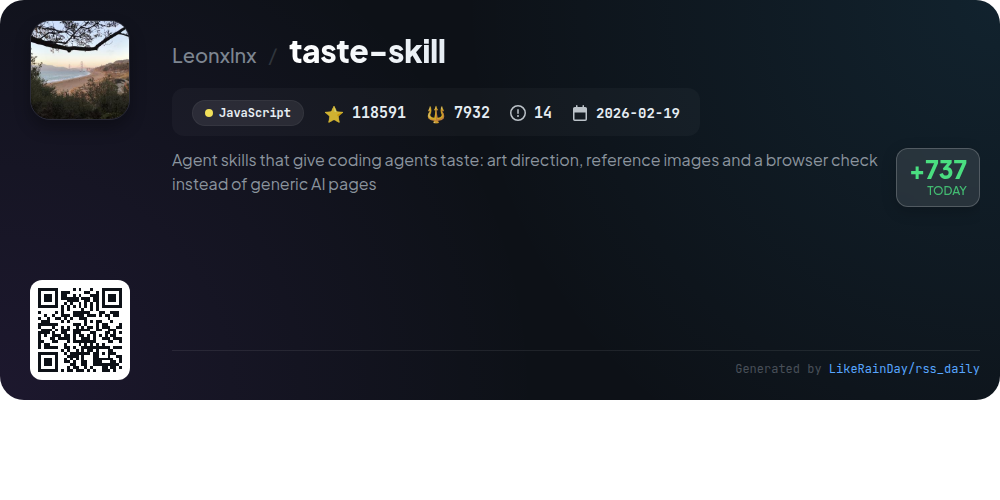 Leonxlnx / taste-skill
JavaScript 118591 7932 14 2026-02-19
Agent skills that give coding agents taste: art direction, reference images and a browser check
instead of generic AI pages
+737
TODAY
Generated by LikeRainDay/rss_daily